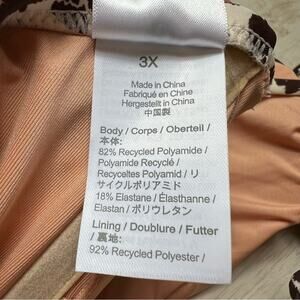 3X
Made in China
Fabriqué en Chine
Hergestellt in China
中国製
Body / Corps / Oberteil /
本体:
82% Recycled Polyamide /
Polyamide Recyclé /
Recyceltes Polyamid / リ
サイクルポリアミド
18% Elastane / Élasthanne /
Elastan / ポリウレタン
Lining / Doublure / Futter
/ 裏地:
92% Recycled Polyester /